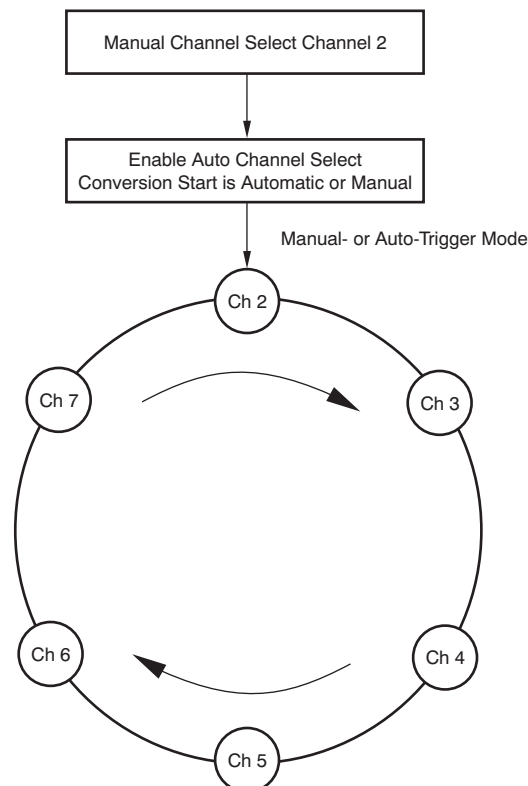 Manual Channel Select Channel 2
Enable Auto Channel Select
Conversion Start is Automatic or Manual
Manual- or Auto-Trigger Mode
Ch 2
Ch 7
Ch 3
Ch 6
Ch 4
Ch 5